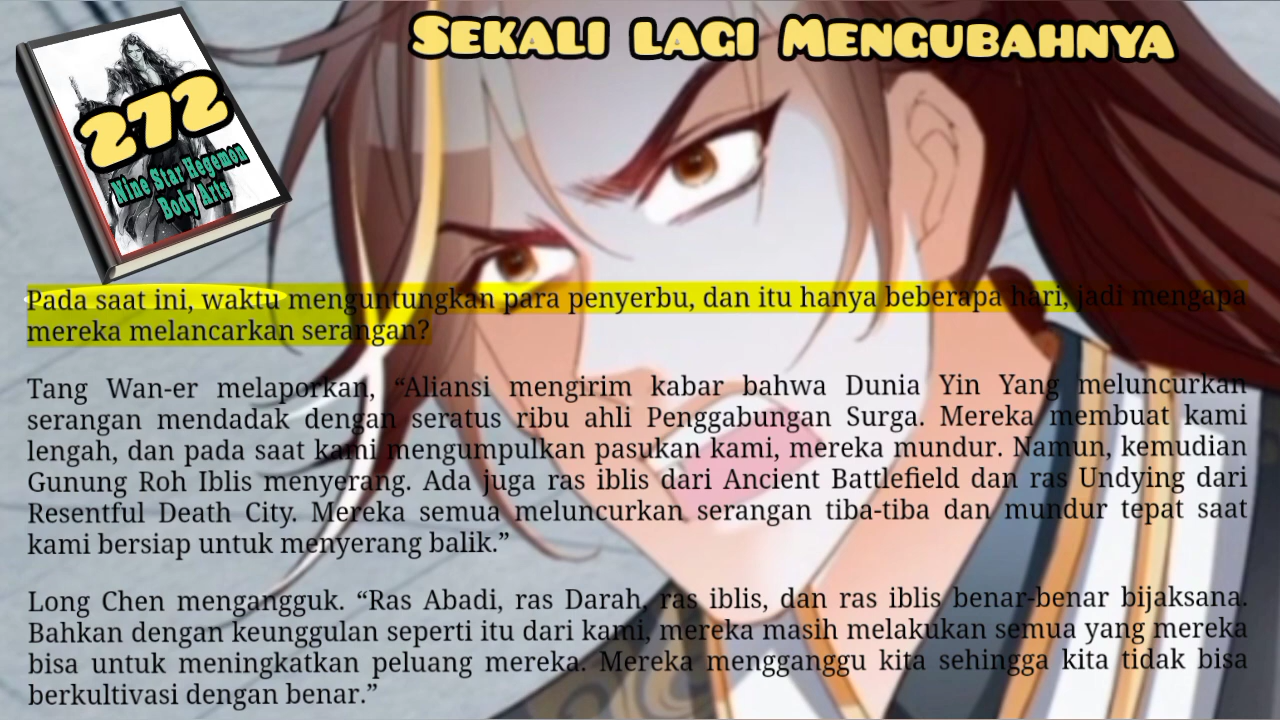 SEKALI LAGI MENGUBAHNYA
272
Nine Star Hegemon
Body Arts
Pada saat ini, waktu menguntungkan para penyerbu, dan itu hanya beberapa hari, jadi mengapa
mereka melancarkan serangan?
Tang Wan-er melaporkan, “Aliansi mengirim kabar bahwa Dunia Yin Yang meluncurkan
serangan mendadak dengan seratus ribu ahli Penggabungan Surga. Mereka membuat kami
lengah, dan pada saat kami mengumpulkan pasukan kami, mereka mundur. Namun, kemudian
Gunung Roh Iblis menyerang. Ada juga ras iblis dari Ancient Battlefield dan ras Undying dari
Resentful Death City. Mereka semua meluncurkan serangan tiba-tiba dan mundur tepat saat
kami bersiap untuk menyerang balik.”
Long Chen mengangguk. “Ras Abadi, ras Darah, ras iblis, dan ras iblis benar-benar bijaksana.
Bahkan dengan keunggulan seperti itu dari kami, mereka masih melakukan semua yang mereka
bisa untuk meningkatkan peluang mereka. Mereka mengganggu kita sehingga kita tidak bisa
berkultivasi dengan benar.”